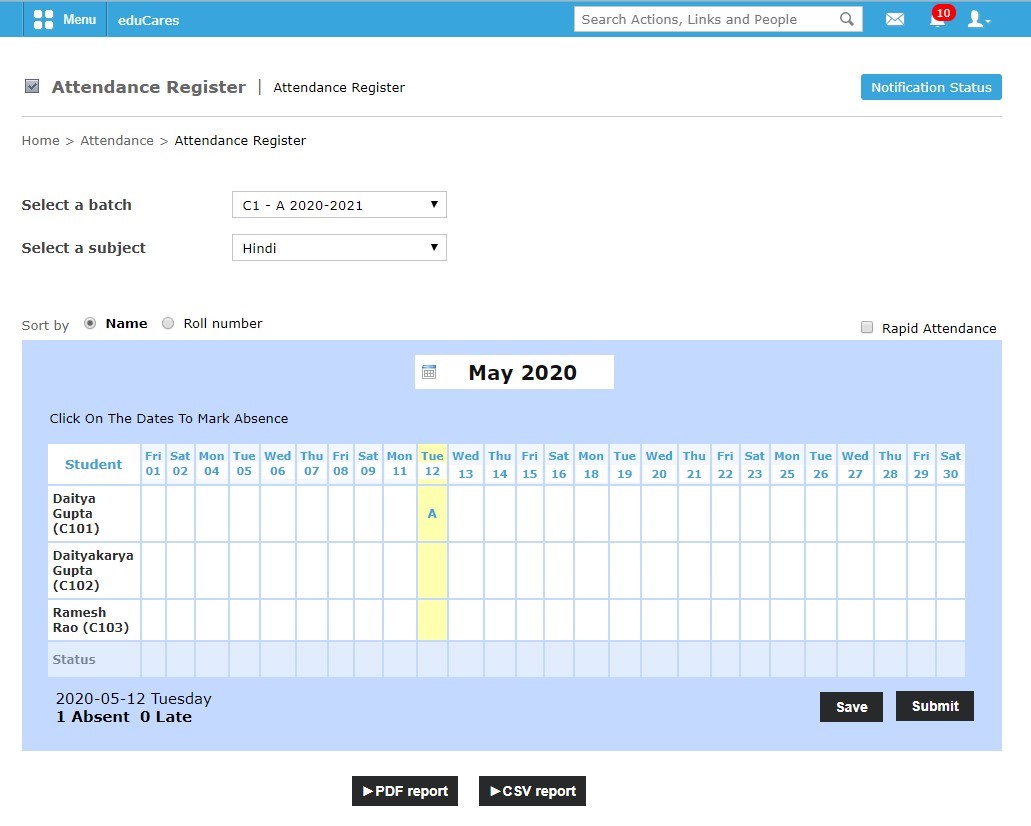 Menu eduCares Search Actions, Links and People 10
Attendance Register | Attendance Register Notification Status
Home > Attendance > Attendance Register
Select a batch C1 - A 2020-2021
Select a subject Hindi
Sort by Name Roll number Rapid Attendance
May 2020
Click On The Dates To Mark Absence
Student Fri Sat Mon Tue Wed Thu Fri Sat Mon Tue Wed Thu Fri Sat Mon Tue Wed Thu Fri Sat Mon Tue Wed Thu Fri Sat
01 02 04 05 06 07 08 09 11 12 13 14 15 16 18 19 20 21 22 23 25 26 27 28 29 30
Daitya
Gupta A
(C101)
Daityakarya
Gupta
(C102)
Ramesh
Rao (C103)
Status
2020-05-12 Tuesday
1 Absent 0 Late Save Submit
►PDF report ►CSV report